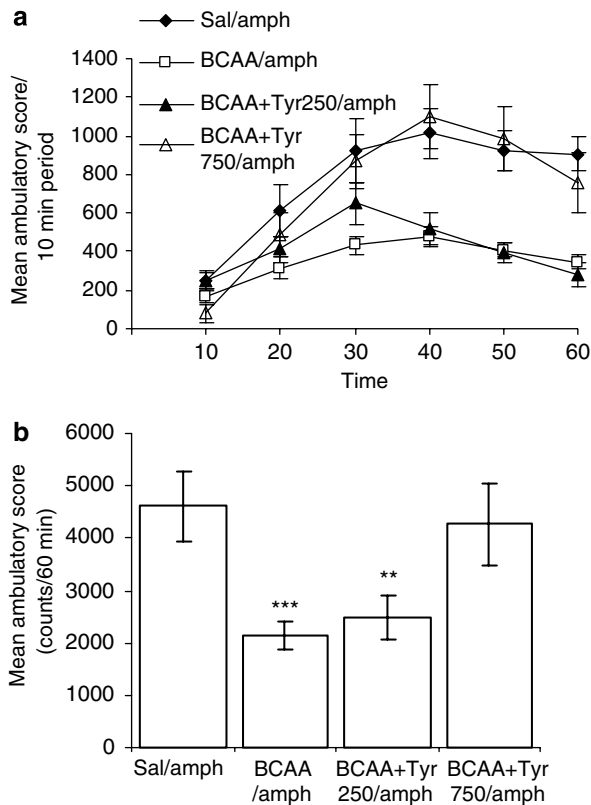 a
Sal/amph
BCAA/amph
BCAA+Tyr250/amph
BCAA+Tyr
750/amph
Mean ambulatory score/
10 min period
1400
1200
1000
800
600
400
200
0
10 20 30 40 50 60
Time
b
Mean ambulatory score
(counts/60 min)
6000
5000
4000
3000
2000
1000
0
***
**
Sal/amph
BCAA
/amph
BCAA+Tyr
250/amph
BCAA+Tyr
750/amph